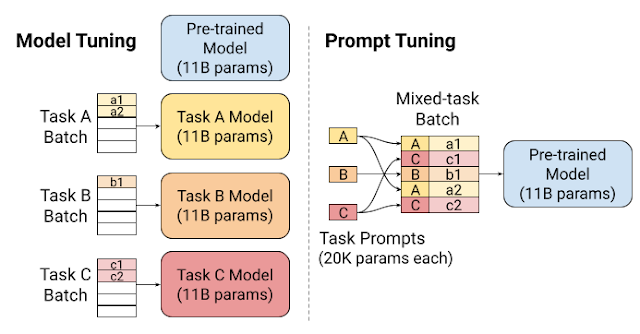 Model Tuning
Pre-trained
Model
(11B params)
Task A
Batch
a1
a2
Task A Model
(11B params)
Task B
Batch
b1
Task B Model
(11B params)
Task C
Batch
c1
c2
Task C Model
(11B params)
Prompt Tuning
Mixed-task
Batch
A
B
C
A a1
C c1
B b1
A a2
C c2
Task Prompts
(20K params each)
Pre-trained
Model
(11B params)